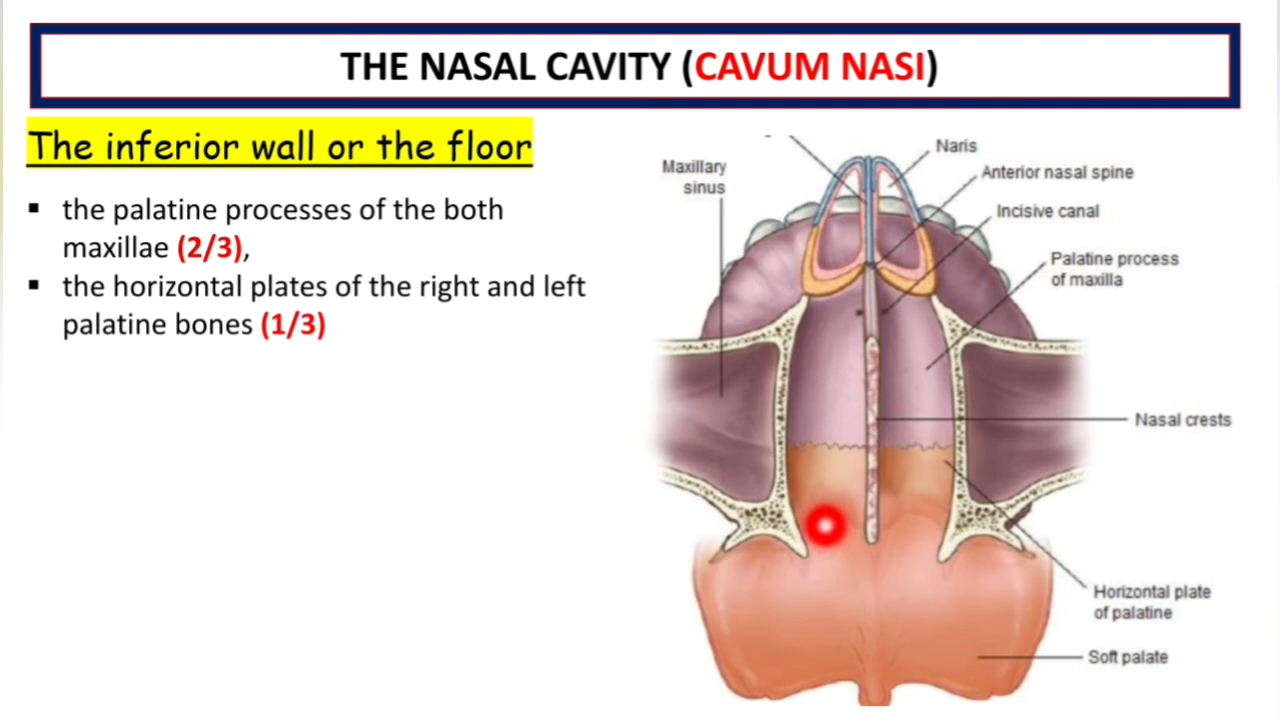 THE NASAL CAVITY (CAVUM NASI)
The inferior wall or the floor
▪ the palatine processes of the both
maxillae (2/3),
▪ the horizontal plates of the right and left
palatine bones (1/3)
Maxillary
sinus
Naris
Anterior nasal spine
Incisive canal
Palatine process
of maxilla
Nasal crests
Horizontal plate
of palatine
Soft palate